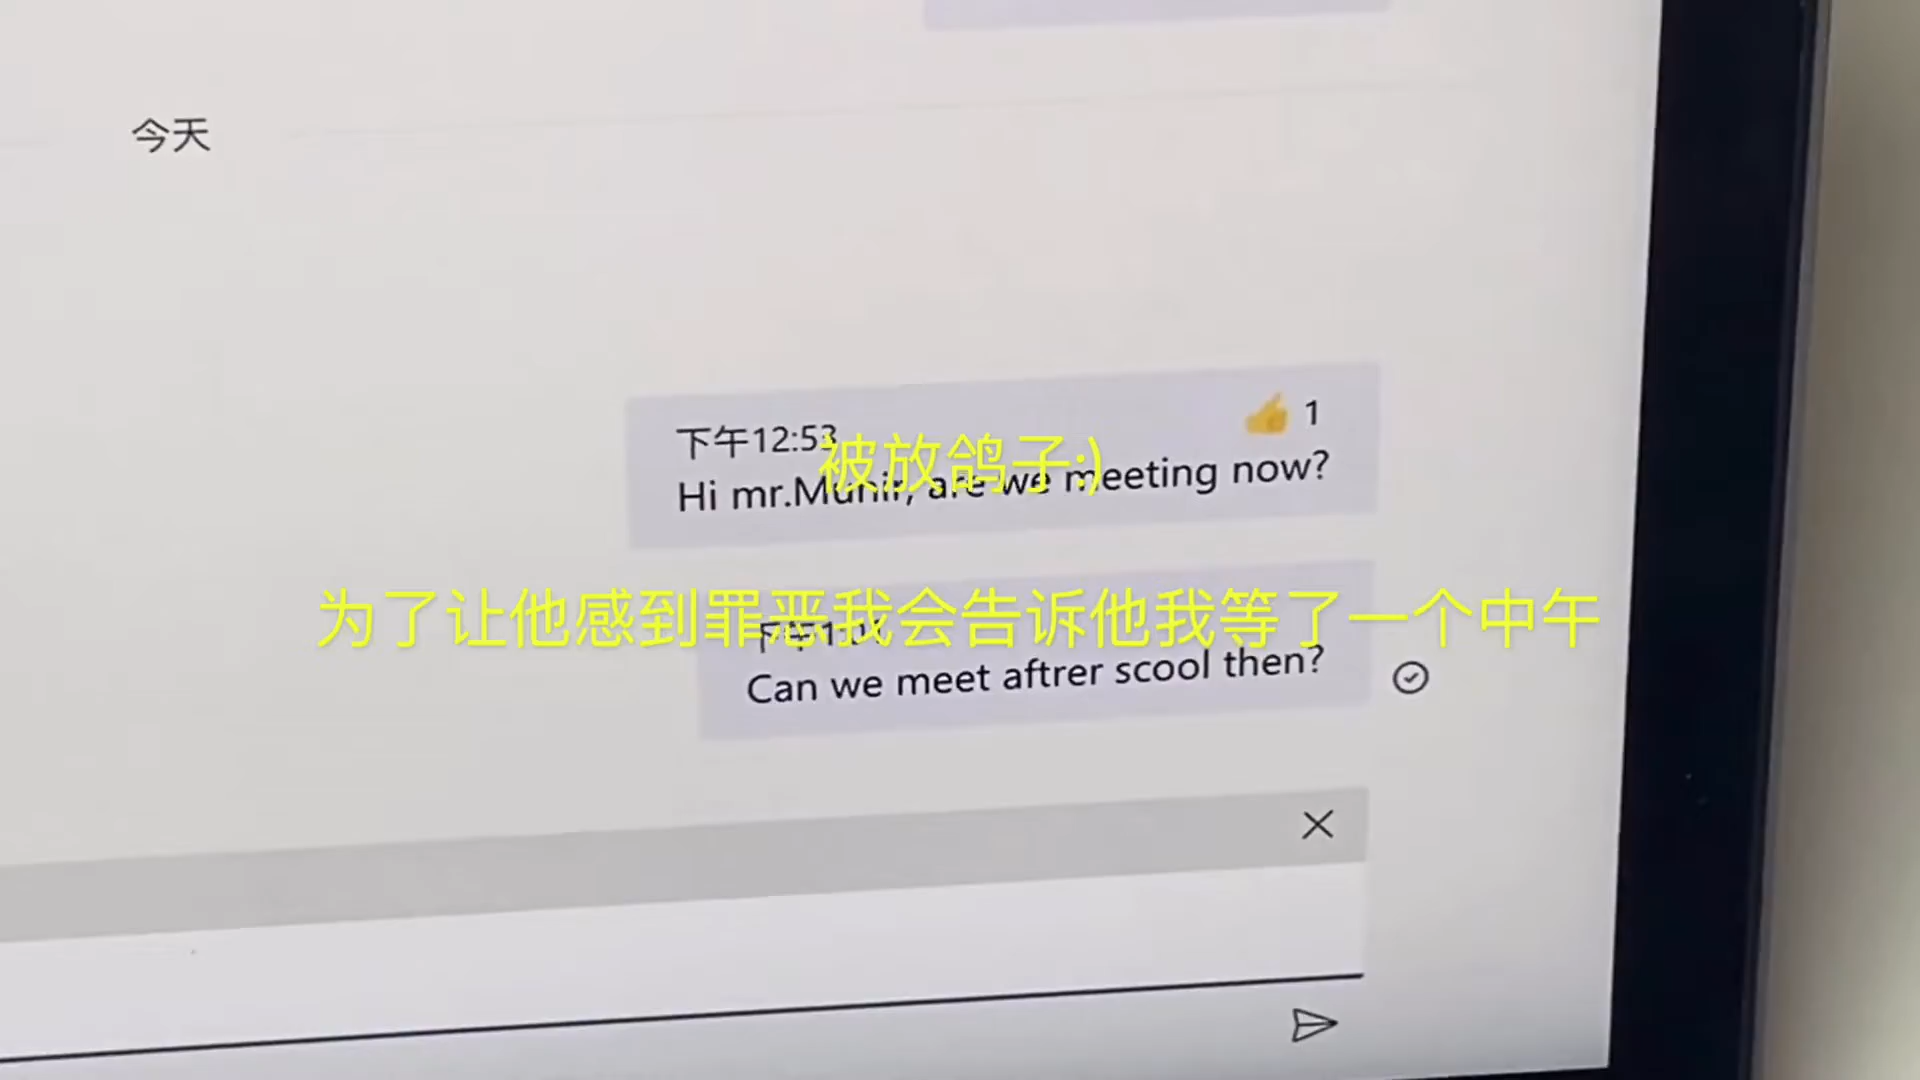 今天
下午12:53
👍 1
Hi mr.Munir, are we meeting now?
被放鸽子:)
为了让他感到罪恶我会告诉他我等了一个中午
Can we meet aftrer scool then?